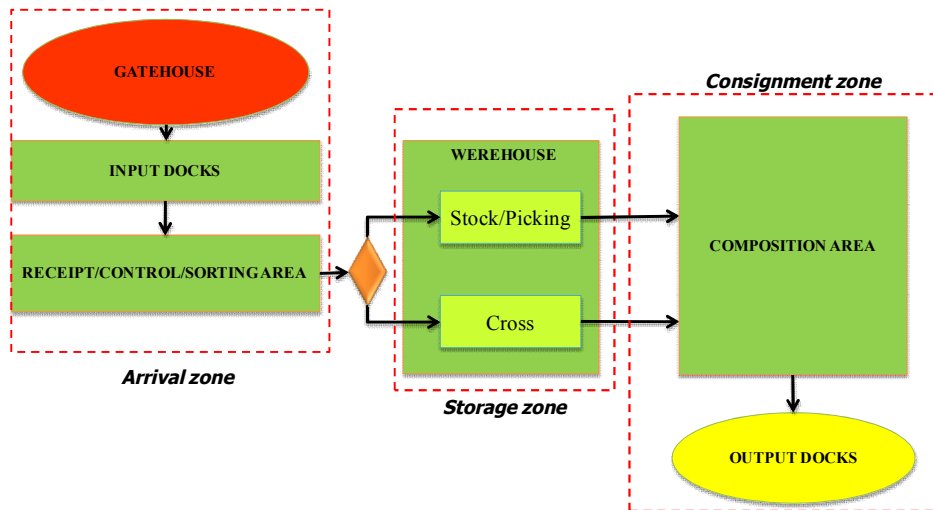 GATEHOUSE
INPUT DOCKS
RECEIPT/CONTROL/SORTING AREA
Arrival zone
WEREHOUSE
Stock/Picking
Cross
Storage zone
Consignment zone
COMPOSITION AREA
OUTPUT DOCKS